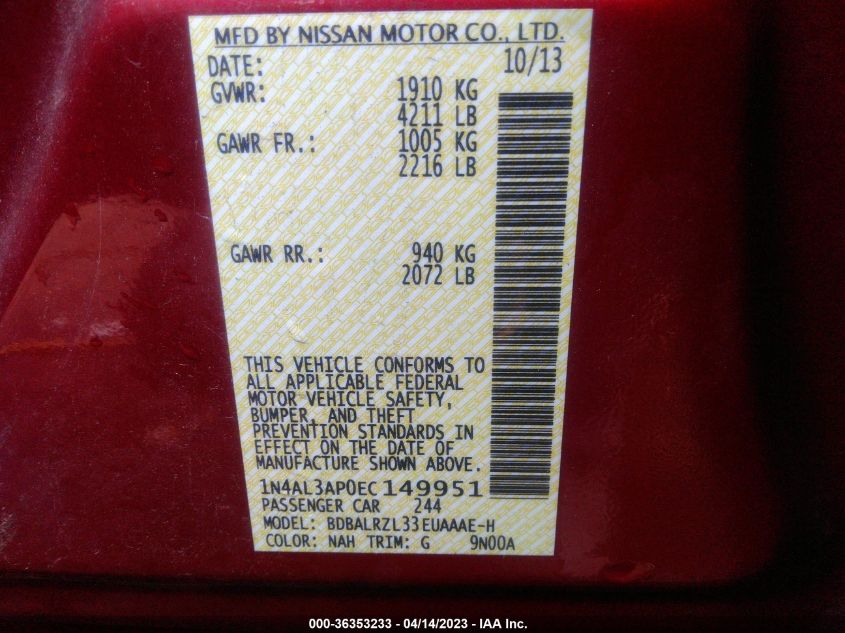 MFD BY NISSAN MOTOR CO., LTD.
DATE: 10/13
GVWR: 1910 KG
4211 LB
GAWR FR.: 1005 KG
2216 LB
GAWR RR.: 940 KG
2072 LB
THIS VEHICLE CONFORMS TO
ALL APPLICABLE FEDERAL
MOTOR VEHICLE SAFETY,
BUMPER, AND THEFT
PREVENTION STANDARDS IN
EFFECT ON THE DATE OF
MANUFACTURE SHOWN ABOVE.
1N4AL3AP0EC149951
PASSENGER CAR 244
MODEL: BDBALRZL33EUAAAE-H
COLOR: NAH TRIM: G 9N00A
000-36353233 - 04/14/2023 - IAA Inc.